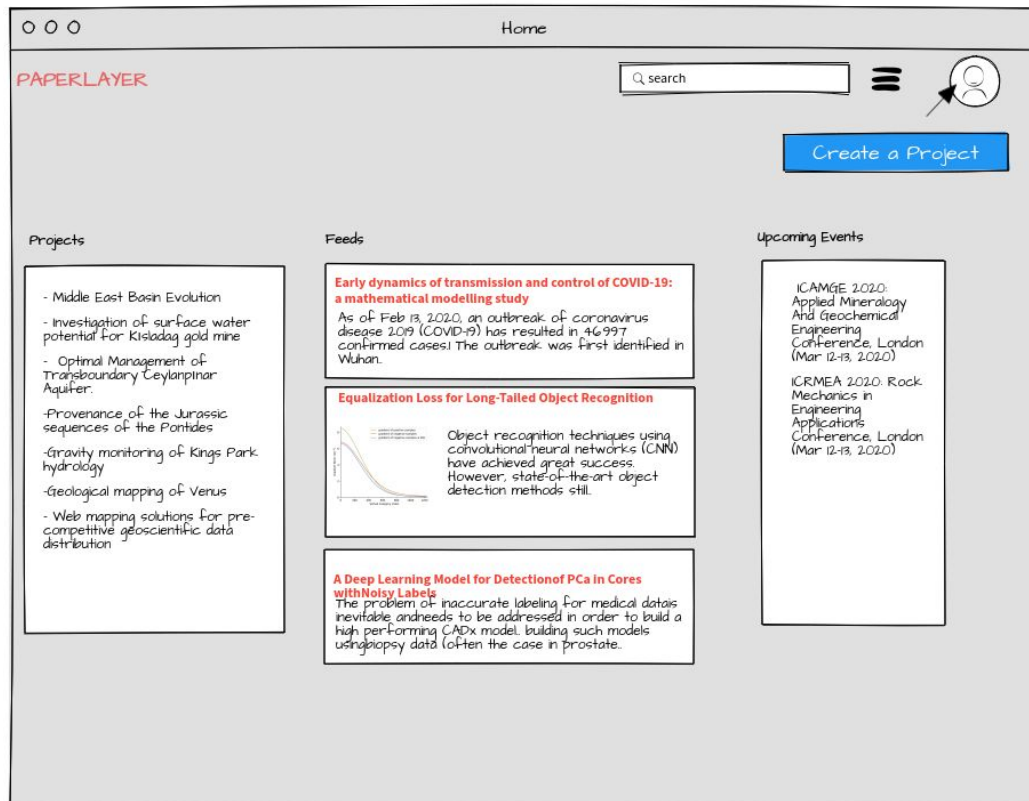 Home
PAPERLAYER
search
Create a Project
Projects
- Middle East Basin Evolution
- Investigation of surface water
potential for Kısladag gold mine
- Optimal Management of
Transboundary Ceylanpınar
Aquifer.
-Provenance of the Jurassic
sequences of the Pontides
-Gravity monitoring of Kings Park
hydrology
-Geological mapping of Venus
- Web mapping solutions for pre-
competitive geoscientific data
distribution
Feeds
Early dynamics of transmission and control of COVID-19:
a mathematical modelling study
As of Feb 13, 2020, an outbreak of coronavirus
disease 2019 (COVID-19) has resulted in 46 997
confirmed cases.1 The outbreak was first identified in
Wuhan..
Equalization Loss for Long-Tailed Object Recognition
Object recognition techniques using
convolutional neural networks (CNN)
have achieved great success.
However, state-of-the-art object
detection methods still..
A Deep Learning Model for Detectionof PCa in Cores
withNoisy Labels
The problem of inaccurate labeling for medical datais
inevitable andneeds to be addressed in order to build a
high performing CADx model. building such models
usingbiopsy data (often the case in prostate..
Upcoming Events
ICAMGE 2020:
Applied Mineralogy
And Geochemical
Engineering
Conference, London
(Mar 12-13, 2020)
ICRMEA 2020: Rock
Mechanics in
Engineering
Applications
Conference, London
(Mar 12-13, 2020)